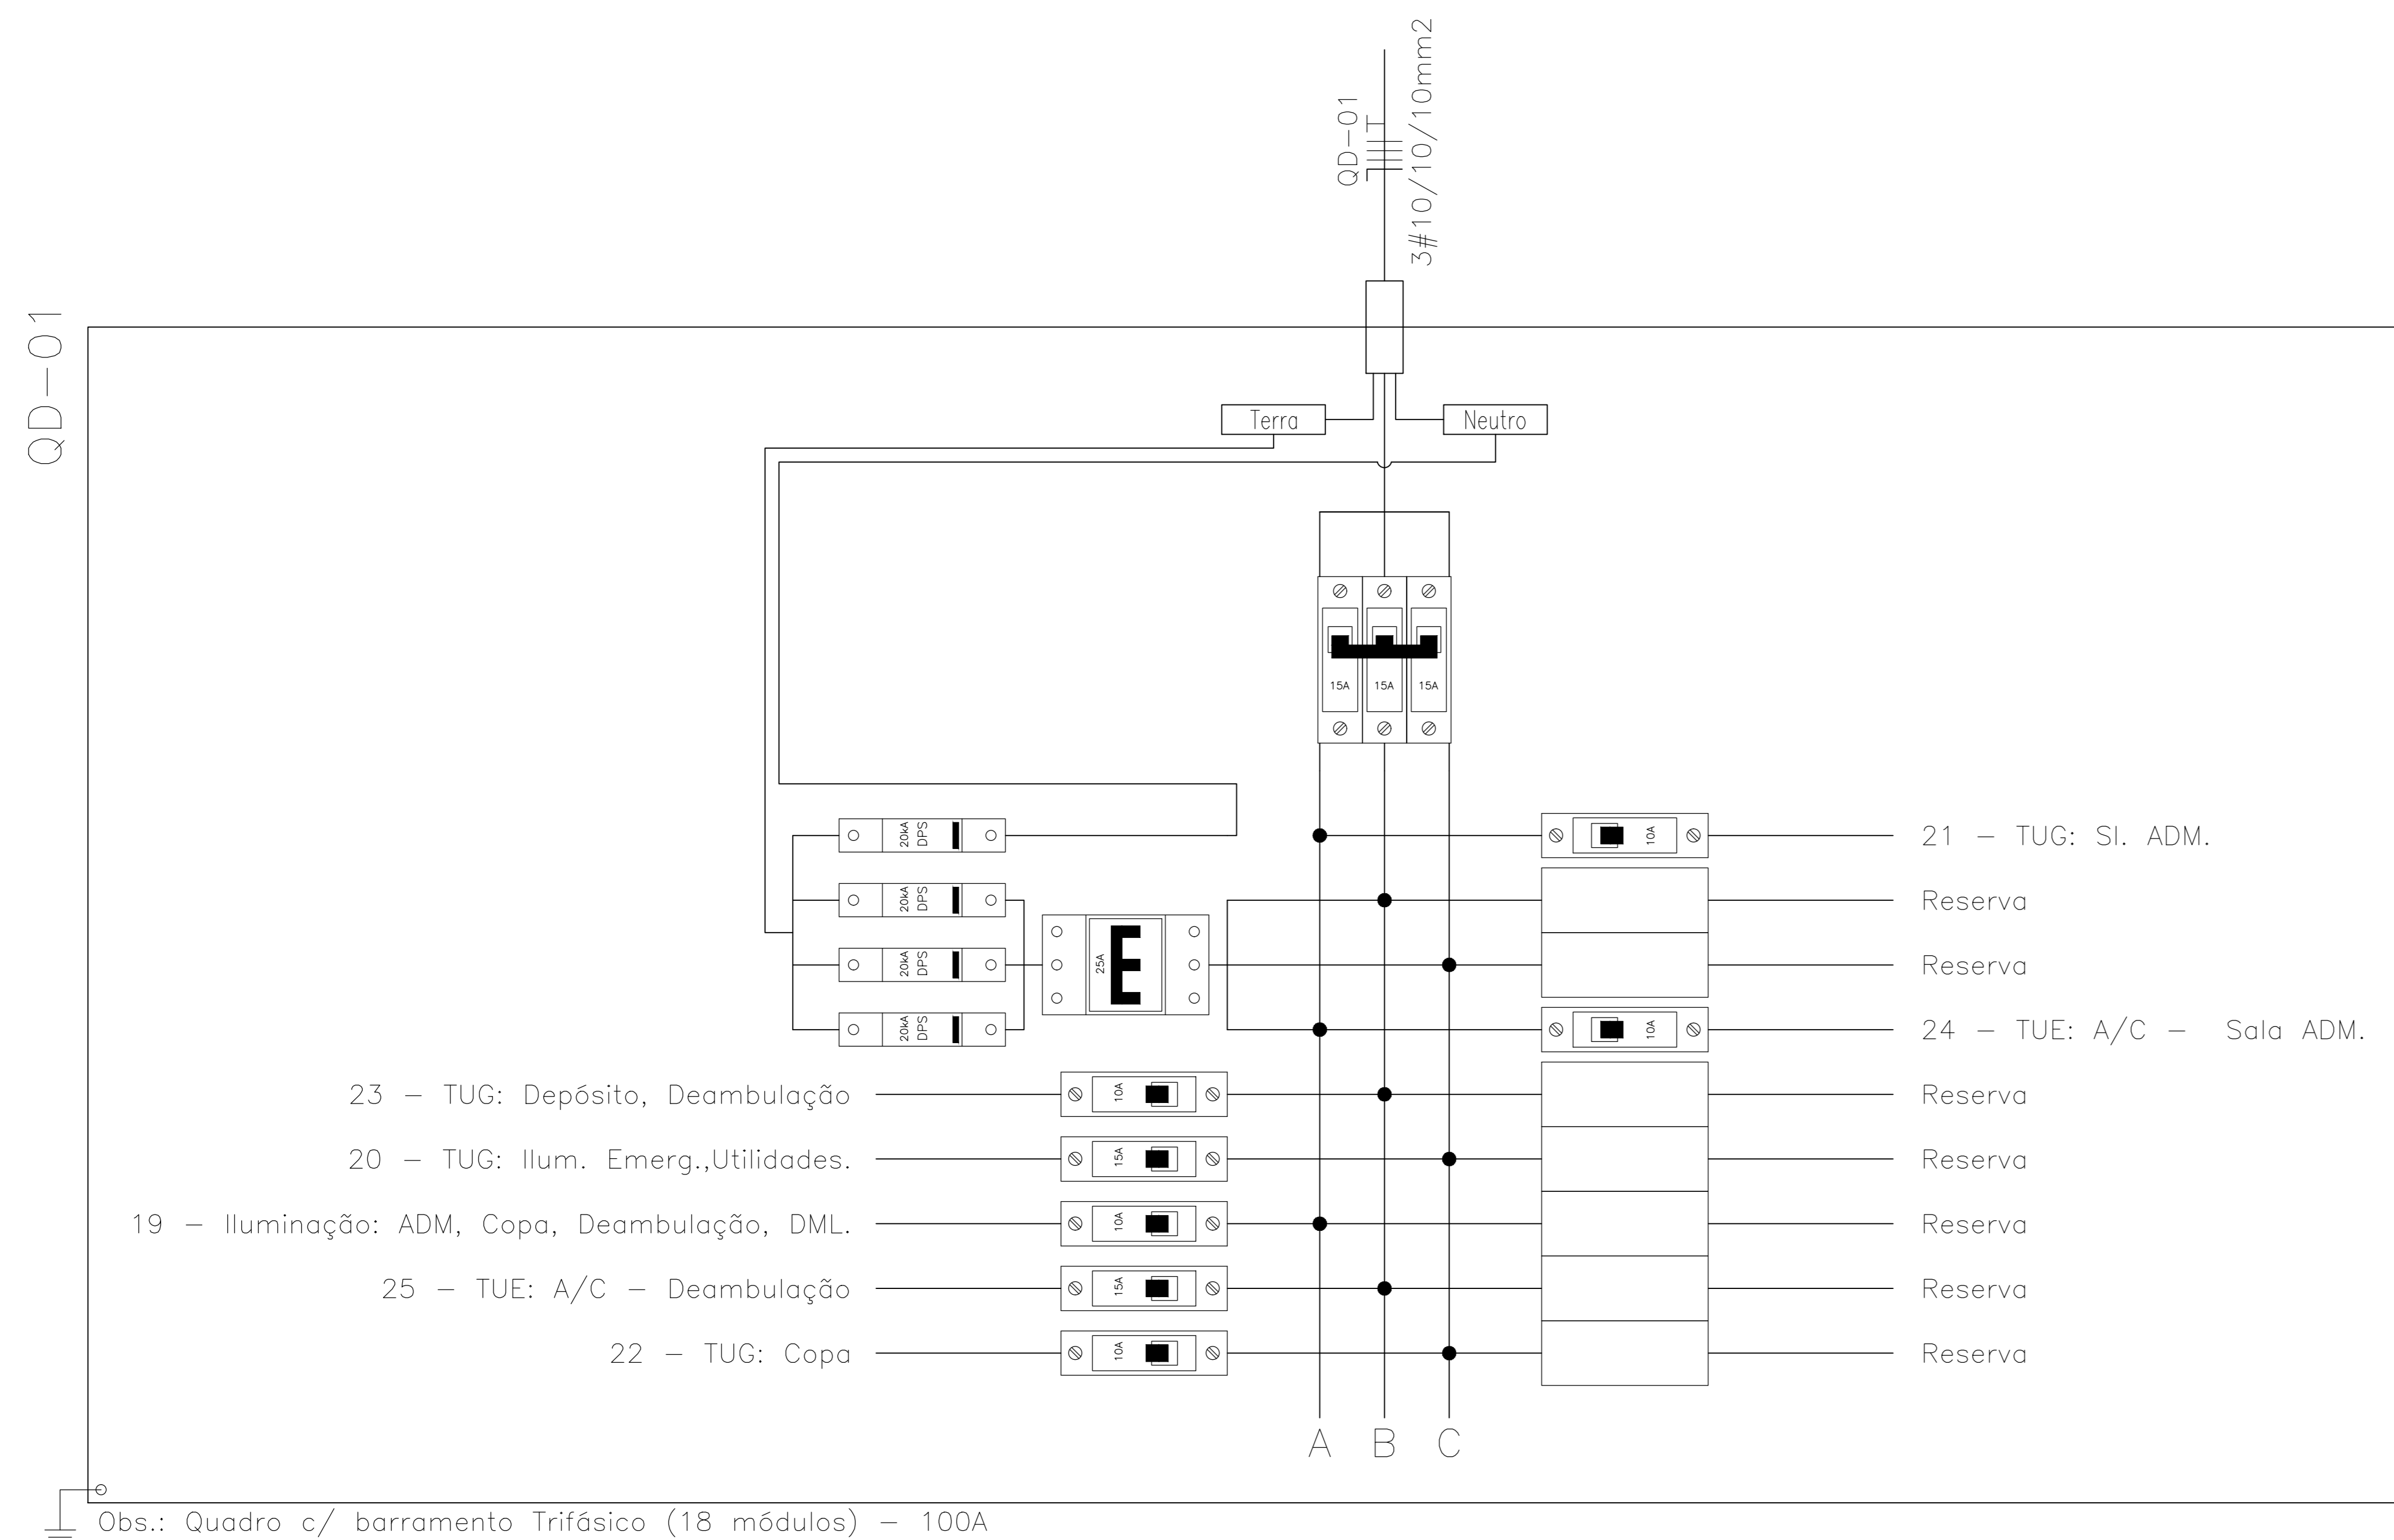 QD-01
3#10/10/10mm2
T
QD-01
Terra
Neutro
15A
15A
15A
20kA
DPS
20kA
DPS
20kA
DPS
20kA
DPS
25A
E
10A
21 - TUG: Sl. ADM.
Reserva
Reserva
10A
24 - TUE: A/C - Sala ADM.
23 - TUG: Depósito, Deambulação
10A
Reserva
20 - TUG: Ilum. Emerg.,Utilidades.
15A
Reserva
19 - Iluminação: ADM, Copa, Deambulação, DML.
10A
Reserva
25 - TUE: A/C - Deambulação
15A
Reserva
22 - TUG: Copa
10A
Reserva
A B C
Obs.: Quadro c/ barramento Trifásico (18 módulos) - 100A